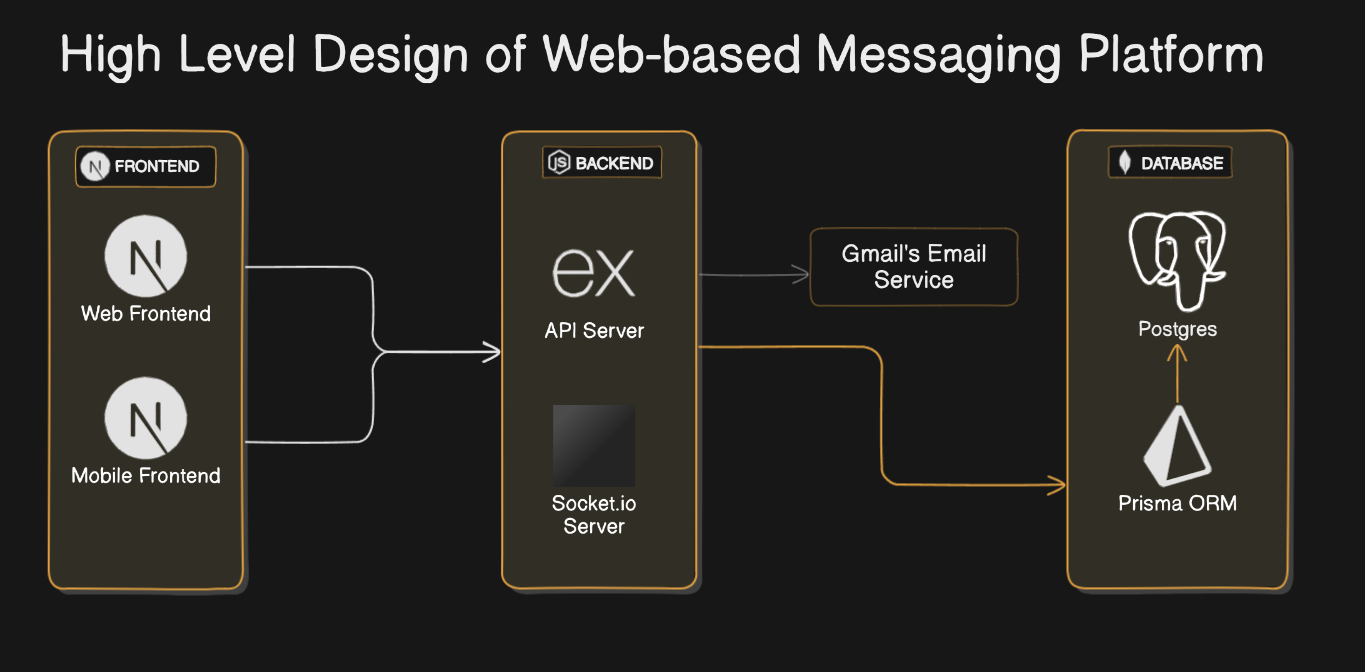 High Level Design of Web-based Messaging Platform
N FRONTEND
N
Web Frontend
N
Mobile Frontend
JS BACKEND
ex
API Server
Socket.io
Server
Gmail's Email
Service
DATABASE
Postgres
Prisma ORM